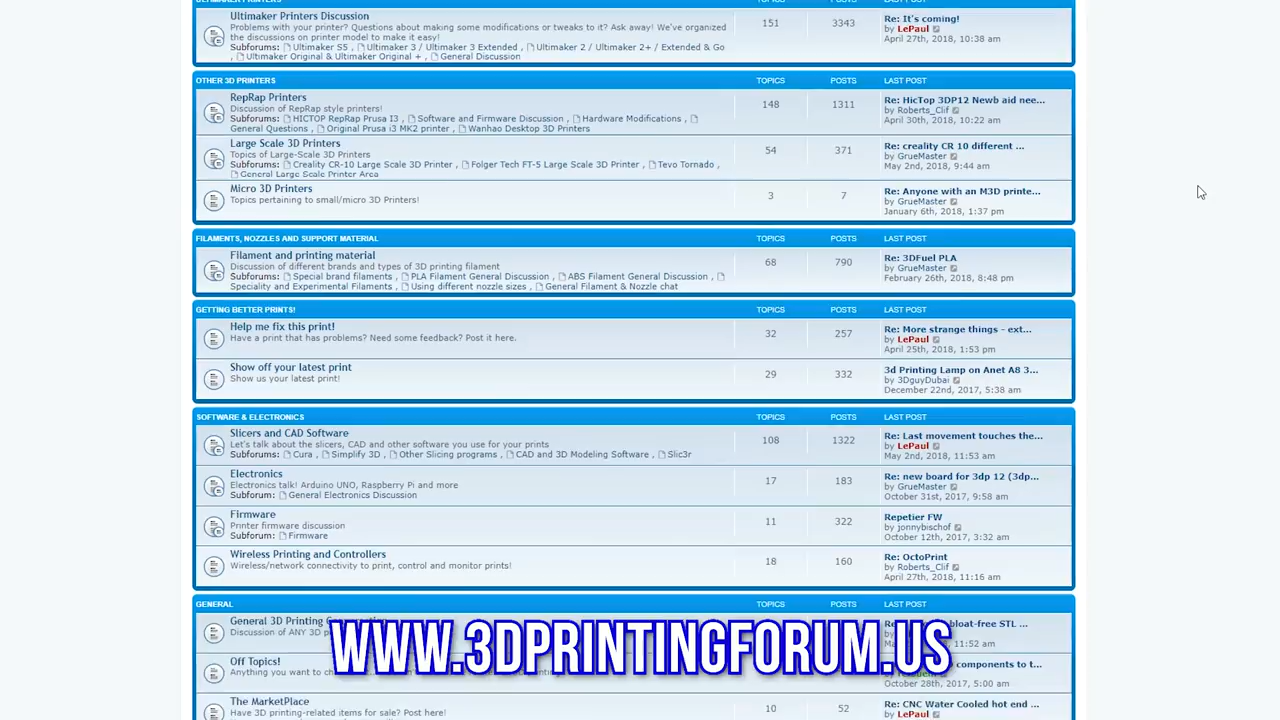 Ultimaker Printers Discussion 151 3343 Re: It's coming!
Problems with your printer? Questions about making some modifications or tweaks to it? Ask away! We've organized by LePaul
the discussions on printer model to make it easy! April 27th, 2018, 10:38 am
Subforums: Ultimaker S5 , Ultimaker 3 / Ultimaker 3 Extended , Ultimaker 2 / Ultimaker 2+ / Extended & Go
, Ultimaker Original & Ultimaker Original + , General Discussion
OTHER 3D PRINTERS TOPICS POSTS LAST POST
RepRap Printers 148 1311 Re: HicTop 3DP12 Newb aid nee...
Discussion of RepRap style printers! by Roberts_Clif
Subforums: HICTOP RepRap Prusa I3 , Software and Firmware Discussion , Hardware Modifications , April 30th, 2018, 10:22 am
General Questions , Original Prusa i3 MK2 printer , Wanhao Desktop 3D Printers
Large Scale 3D Printers 54 371 Re: creality CR 10 different ...
Topics of Large-Scale 3D Printers by GrueMaster
Subforums: Creality CR-10 Large Scale 3D Printer , Folger Tech FT-5 Large Scale 3D Printer , Tevo Tornado , May 2nd, 2018, 9:44 am
General Large Scale Printer Area
Micro 3D Printers 3 7 Re: Anyone with an M3D printe...
Topics pertaining to small/micro 3D Printers! by GrueMaster
January 6th, 2018, 1:37 pm
FILAMENTS, NOZZLES AND SUPPORT MATERIAL TOPICS POSTS LAST POST
Filament and printing material 68 790 Re: 3DFuel PLA
Discussion of different brands and types of 3D printing filament by GrueMaster
Subforums: Special brand filaments , PLA Filament General Discussion , ABS Filament General Discussion , February 26th, 2018, 8:48 pm
Speciality and Experimental Filaments , Using different nozzle sizes , General Filament & Nozzle chat
GETTING BETTER PRINTS! TOPICS POSTS LAST POST
Help me fix this print! 32 257 Re: More strange things - ext...
Have a print that has problems? Need some feedback? Post it here. by LePaul
April 25th, 2018, 1:53 pm
Show off your latest print 29 332 3d Printing Lamp on Anet A8 3...
Show us your latest print! by 3DguyDubai
December 22nd, 2017, 5:38 am
SOFTWARE & ELECTRONICS TOPICS POSTS LAST POST
Slicers and CAD Software 108 1322 Re: Last movement touches the...
Let's talk about the slicers, CAD and other software you use for your prints by LePaul
Subforums: Cura , Simplify 3D , Other Slicing programs , CAD and 3D Modeling Software , Slic3r May 2nd, 2018, 11:53 am
Electronics 17 183 Re: new board for 3dp 12 (3dp...
Electronics talk! Arduino UNO, Raspberry Pi and more by GrueMaster
Subforum: General Electronics Discussion October 31st, 2017, 9:58 am
Firmware 11 322 Repetier FW
Printer firmware discussion by jonnybischof
Subforum: Firmware October 12th, 2017, 3:32 am
Wireless Printing and Controllers 18 160 Re: OctoPrint
Wireless/network connectivity to print, control and monitor prints! by Roberts_Clif
April 27th, 2018, 11:16 am
GENERAL TOPICS POSTS LAST POST
General 3D Printing bloat-free STL ...
Discussion of ANY 3D
11:52 am
WWW.3DPRINTINGFORUM.US
Off Topics! components to t...
Anything you want to
October 28th, 2017, 5:00 am
The MarketPlace 10 52 Re: CNC Water Cooled hot end ...
Have 3D printing-related items for sale? Post here! by LePaul